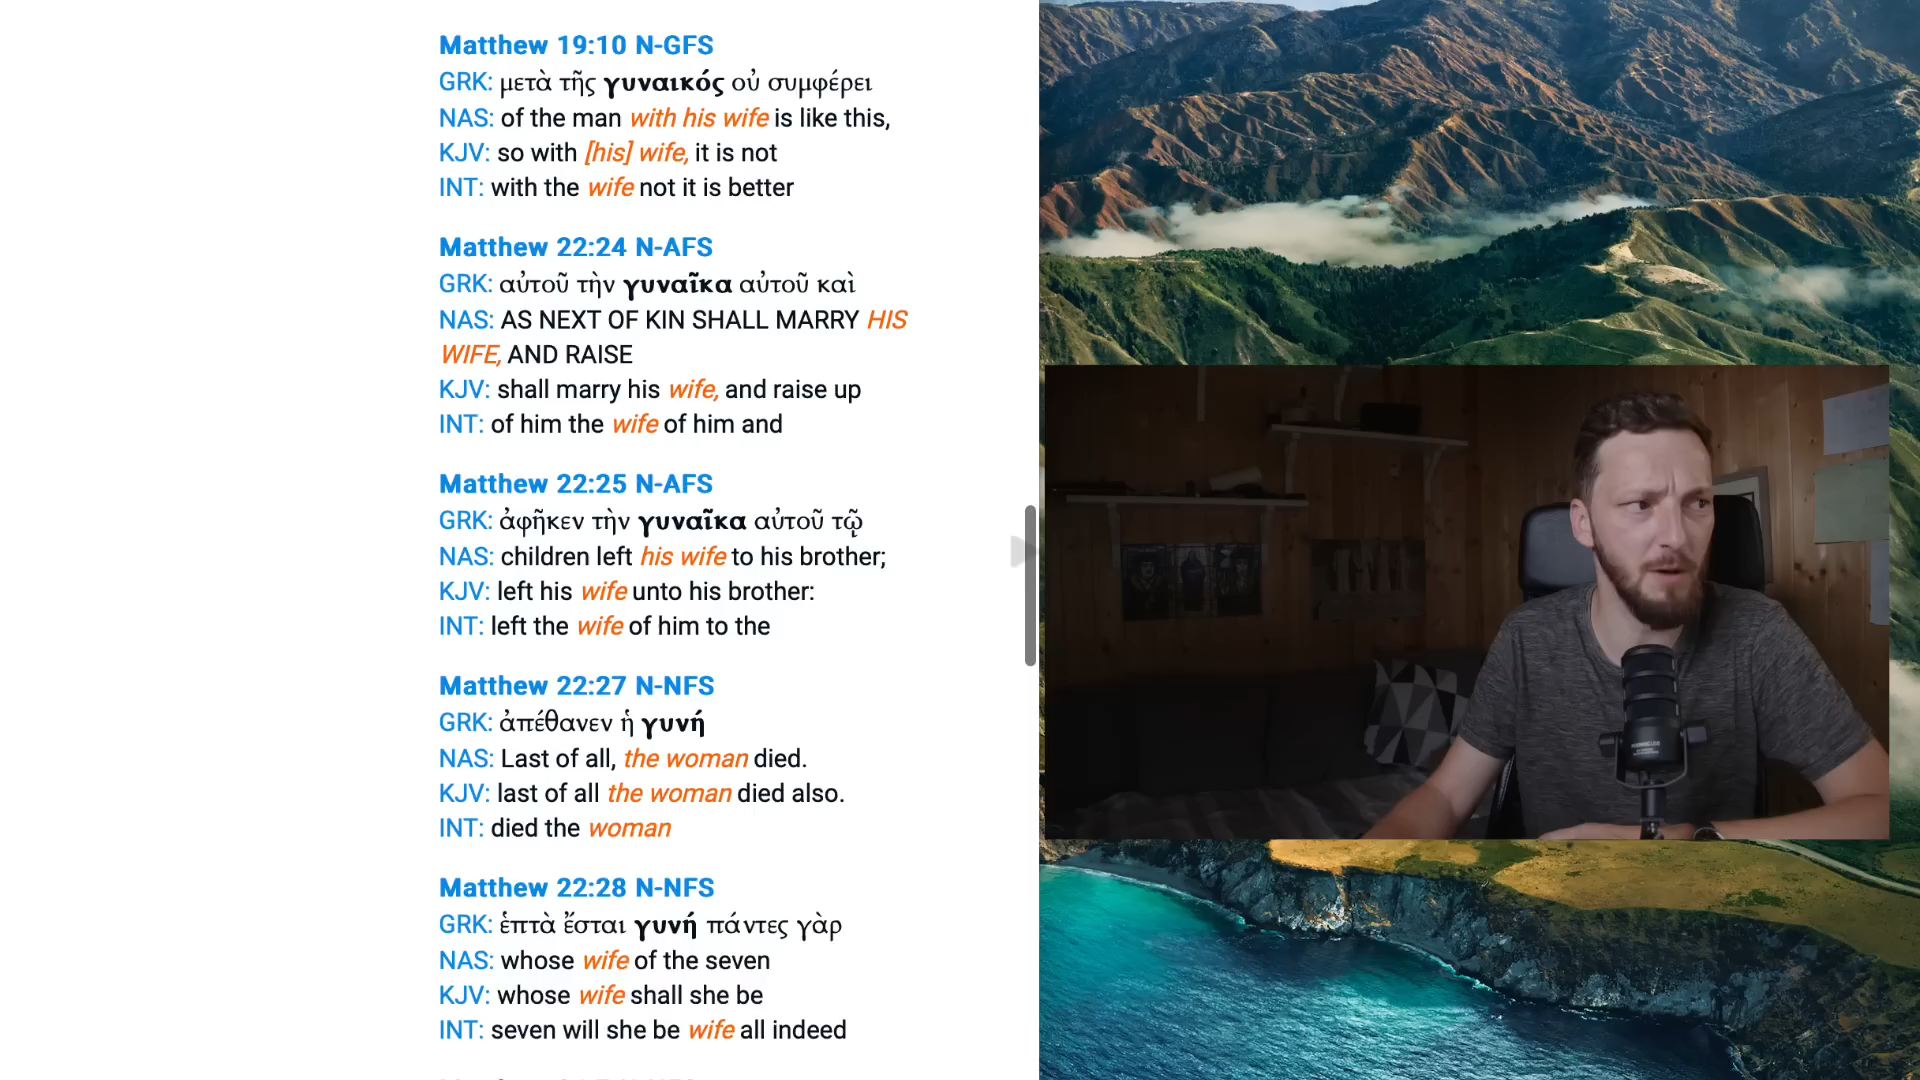 Matthew 19:10 N-GFS
GRK: μετὰ τῆς γυναικός οὐ συμφέρει
NAS: of the man with his wife is like this,
KJV: so with [his] wife, it is not
INT: with the wife not it is better
Matthew 22:24 N-AFS
GRK: αὐτοῦ τὴν γυναῖκα αὐτοῦ καὶ
NAS: AS NEXT OF KIN SHALL MARRY HIS
WIFE, AND RAISE
KJV: shall marry his wife, and raise up
INT: of him the wife of him and
Matthew 22:25 N-AFS
GRK: ἀφῆκεν τὴν γυναῖκα αὐτοῦ τῷ
NAS: children left his wife to his brother;
KJV: left his wife unto his brother:
INT: left the wife of him to the
Matthew 22:27 N-NFS
GRK: ἀπέθανεν ἡ γυνή
NAS: Last of all, the woman died.
KJV: last of all the woman died also.
INT: died the woman
Matthew 22:28 N-NFS
GRK: ἑπτὰ ἔσται γυνή πάντες γὰρ
NAS: whose wife of the seven
KJV: whose wife shall she be
INT: seven will she be wife all indeed